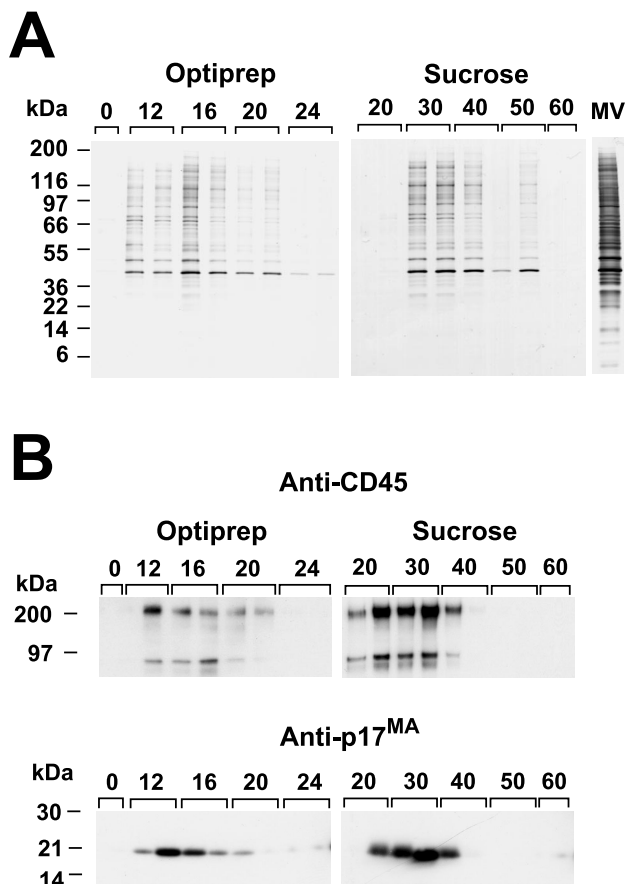 A
Optiprep Sucrose
kDa 0 12 16 20 24 20 30 40 50 60 MV
200
116
97
66
55
36
22
14
6
B
Anti-CD45
Optiprep Sucrose
kDa 0 12 16 20 24 20 30 40 50 60
200
97
Anti-p17MA
kDa 0 12 16 20 24 20 30 40 50 60
30
21
14